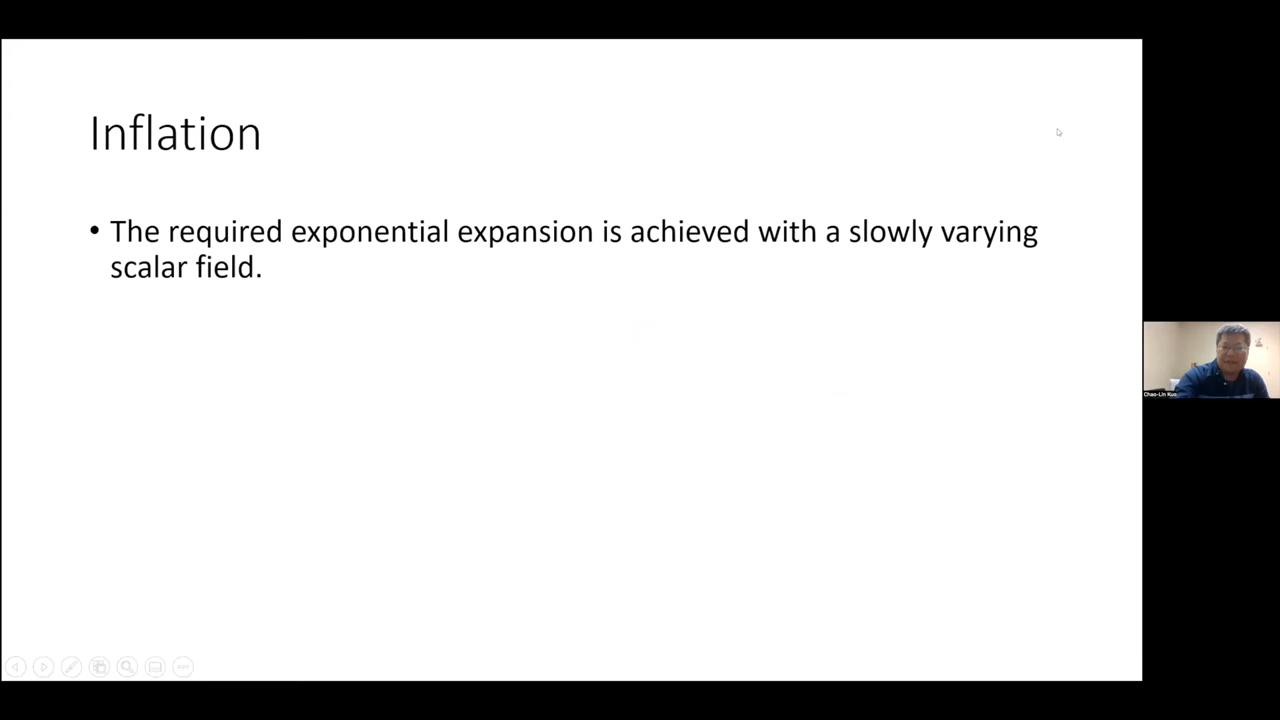 Inflation
• The required exponential expansion is achieved with a slowly varying
scalar field.
Chao-Lin Kuo